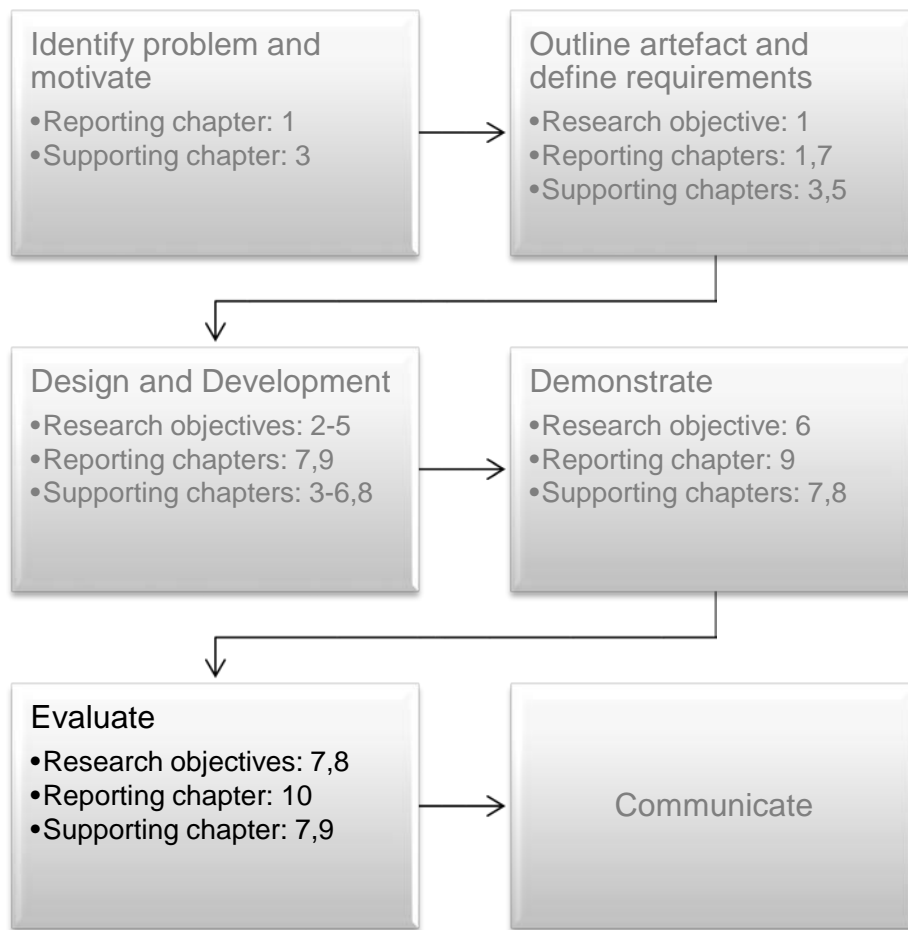 Identify problem and
motivate
•Reporting chapter: 1
•Supporting chapter: 3
Outline artefact and
define requirements
•Research objective: 1
•Reporting chapters: 1,7
•Supporting chapters: 3,5
Design and Development
•Research objectives: 2-5
•Reporting chapters: 7,9
•Supporting chapters: 3-6,8
Demonstrate
•Research objective: 6
•Reporting chapter: 9
•Supporting chapters: 7,8
Evaluate
•Research objectives: 7,8
•Reporting chapter: 10
•Supporting chapter: 7,9
Communicate